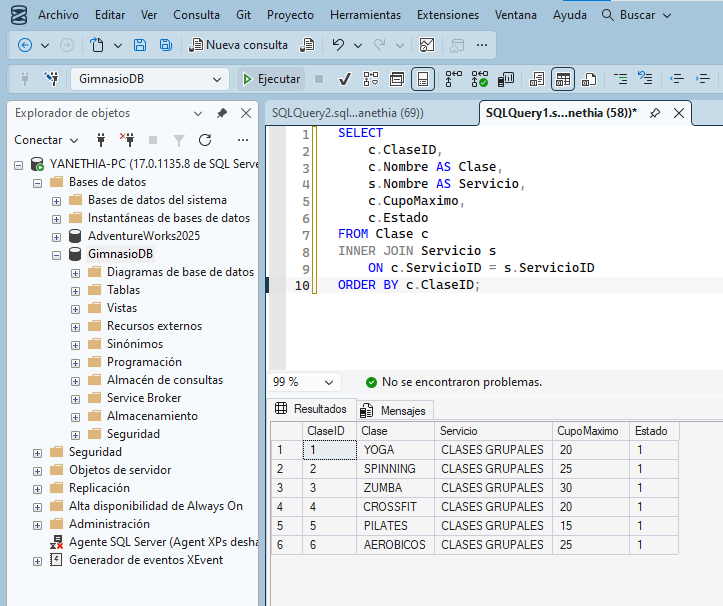 Archivo Editar Ver Consulta Git Proyecto Herramientas Extensiones Ventana Ayuda Buscar
Nueva consulta
GimnasioDB Ejecutar
Explorador de objetos
Conectar
YANETHIA-PC (17.0.1135.8 de SQL Serve
Bases de datos
Bases de datos del sistema
Instantáneas de bases de datos
AdventureWorks2025
GimnasioDB
Diagramas de base de datos
Tablas
Vistas
Recursos externos
Sinónimos
Programación
Almacén de consultas
Service Broker
Almacenamiento
Seguridad
Seguridad
Objetos de servidor
Replicación
Alta disponibilidad de Always On
Administración
Agente SQL Server (Agent XPs desha
Generador de eventos XEvent
SQLQuery2.sql...anethia (69)) SQLQuery1.s...nethia (58))*
1 SELECT
2 c.ClaseID,
3 c.Nombre AS Clase,
4 s.Nombre AS Servicio,
5 c.CupoMaximo,
6 c.Estado
7 FROM Clase c
8 INNER JOIN Servicio s
9 ON c.ServicioID = s.ServicioID
10 ORDER BY c.ClaseID;
99 % No se encontraron problemas.
Resultados Mensajes
ClaseID Clase Servicio CupoMaximo Estado
1 1 YOGA CLASES GRUPALES 20 1
2 2 SPINNING CLASES GRUPALES 25 1
3 3 ZUMBA CLASES GRUPALES 30 1
4 4 CROSSFIT CLASES GRUPALES 20 1
5 5 PILATES CLASES GRUPALES 15 1
6 6 AEROBICOS CLASES GRUPALES 25 1